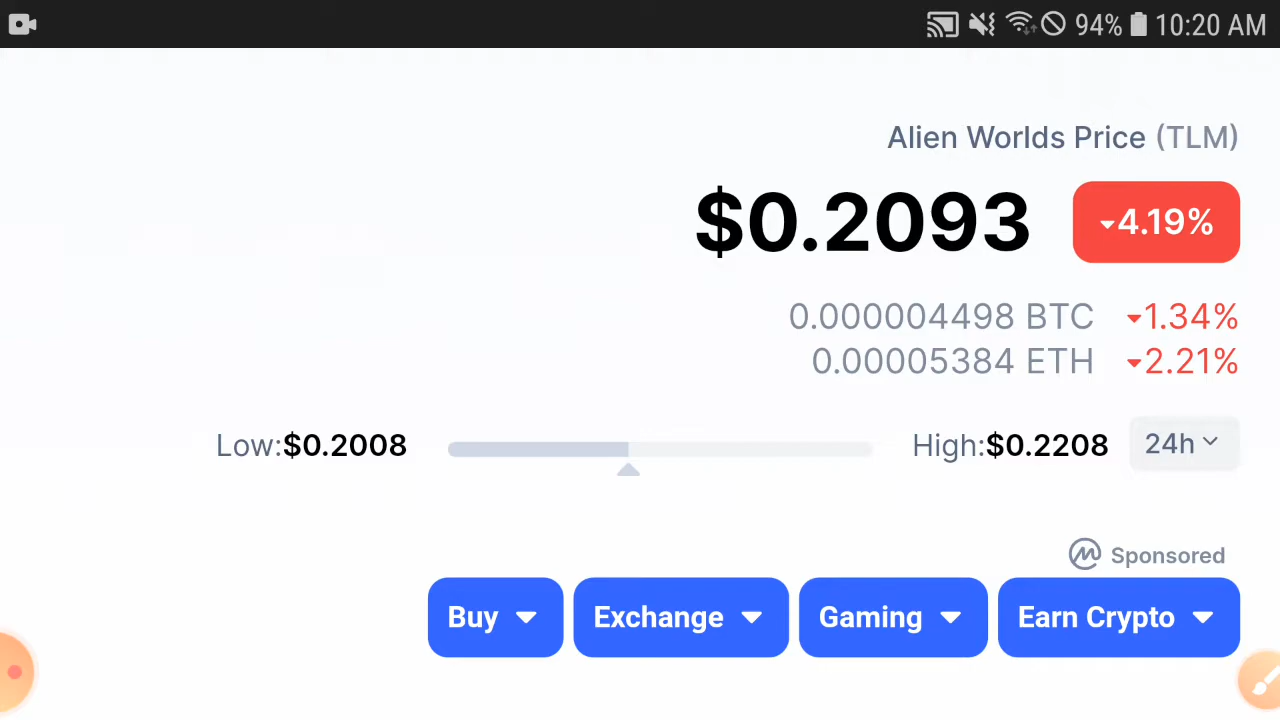 94% 10:20 AM
Alien Worlds Price (TLM)
$0.2093 4.19%
0.000004498 BTC 1.34%
0.00005384 ETH 2.21%
Low:$0.2008 High:$0.2208 24h
Sponsored
Buy Exchange Gaming Earn Crypto